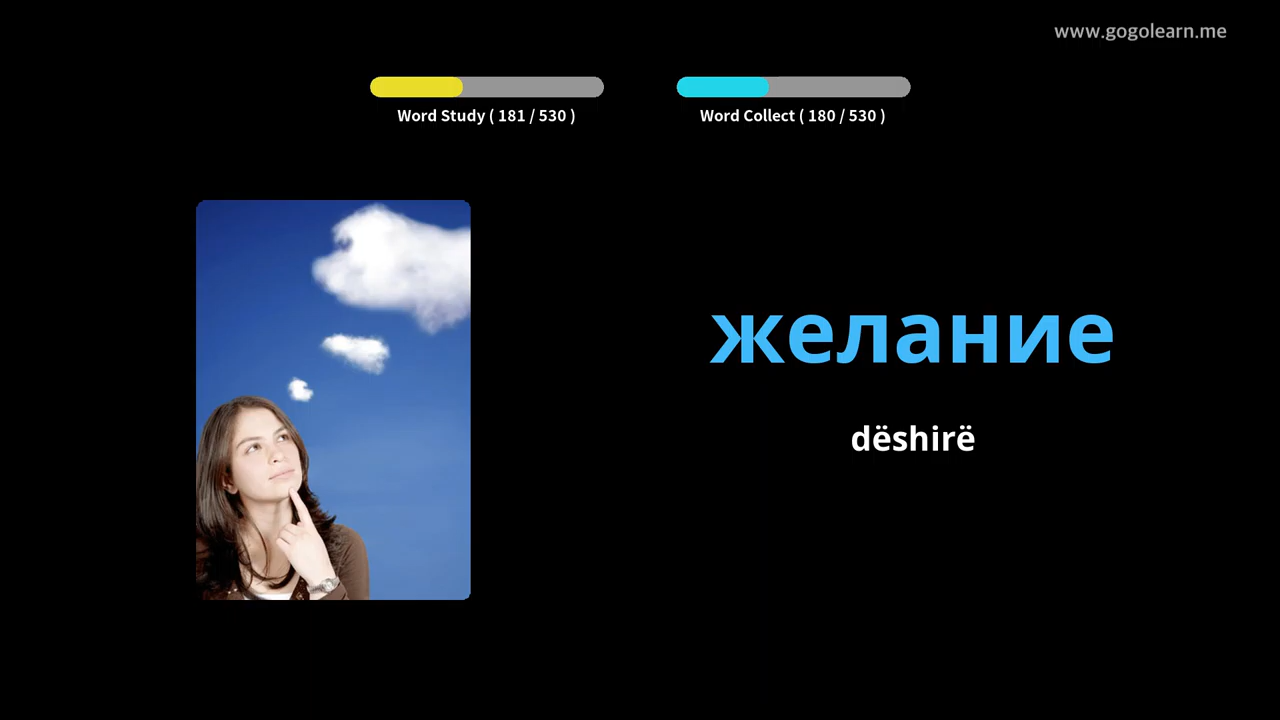 www.gogolearn.me
Word Study ( 181 / 530 )
Word Collect ( 180 / 530 )
желание
dëshirë